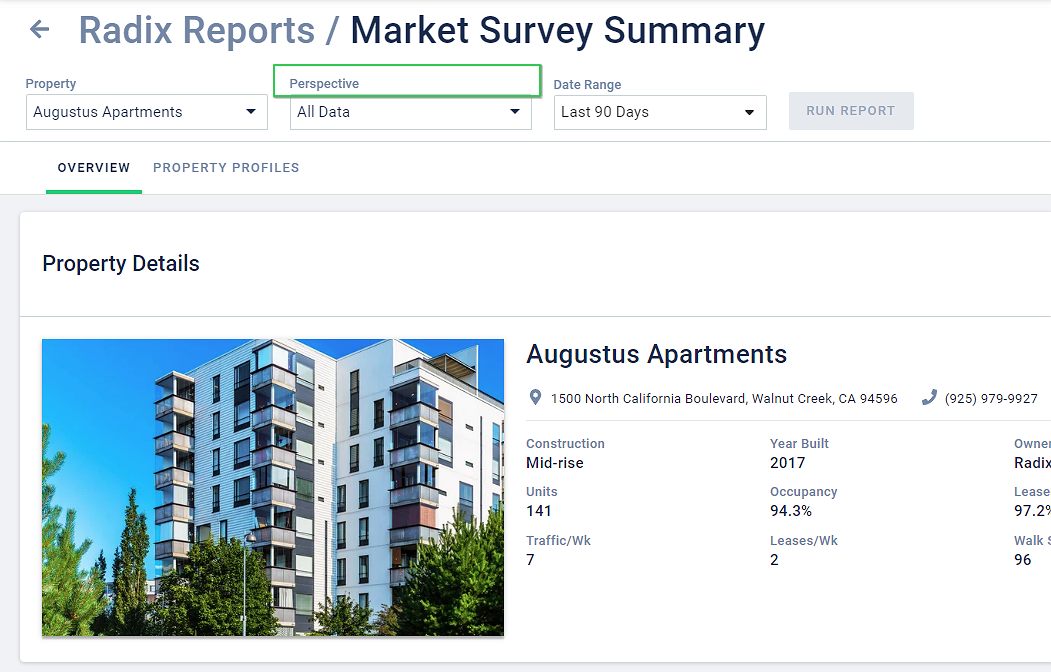 Radix Reports / Market Survey Summary
Property
Perspective
Date Range
Augustus Apartments
All Data
Last 90 Days
RUN REPORT
OVERVIEW
PROPERTY PROFILES
Property Details
Augustus Apartments
1500 North California Boulevard, Walnut Creek, CA 94596
(925) 979-9927
Construction
Year Built
Owner
Mid-rise
2017
Radix
Units
Occupancy
Lease
141
94.3%
97.2%
Traffic/Wk
Leases/Wk
Walk S
7
2
96